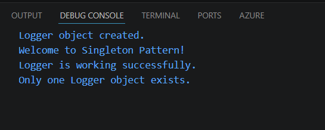 OUTPUT DEBUG CONSOLE TERMINAL PORTS AZURE
Logger object created.
Welcome to Singleton Pattern!
Logger is working successfully.
Only one Logger object exists.